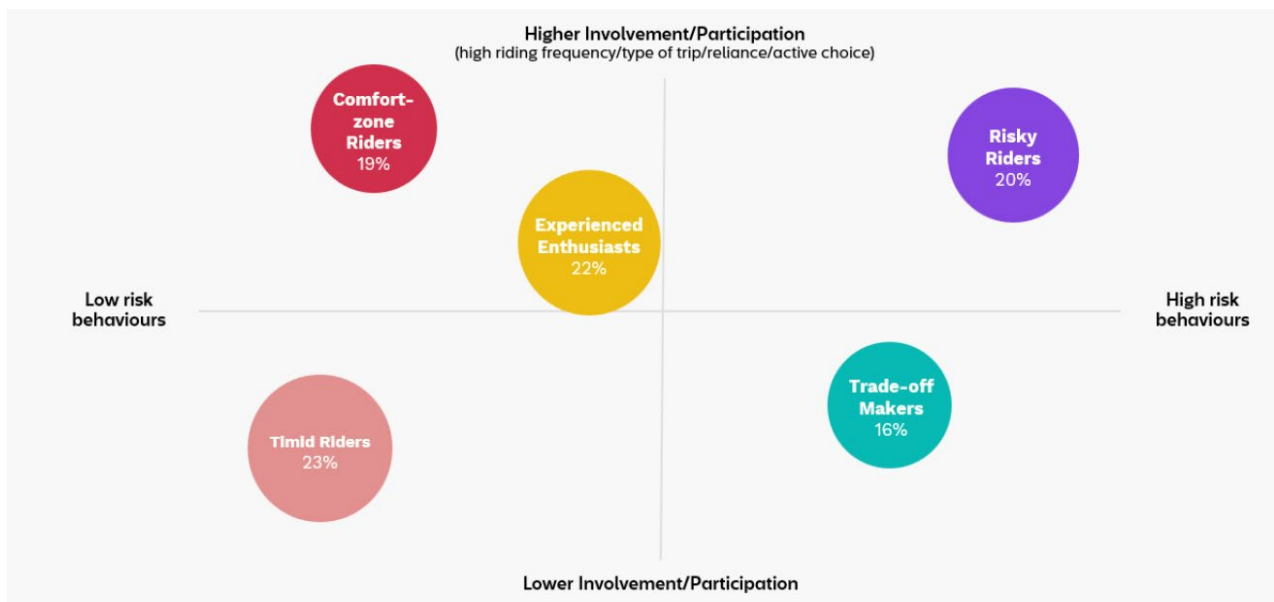 Higher Involvement/Participation
(high riding frequency/type of trip/reliance/active choice)
Comfort-
zone
Riders
19%
Risky
Riders
20%
Experienced
Enthusiasts
22%
Low risk
behaviours
High risk
behaviours
Trade-off
Makers
16%
Timid Riders
23%
Lower Involvement/Participation